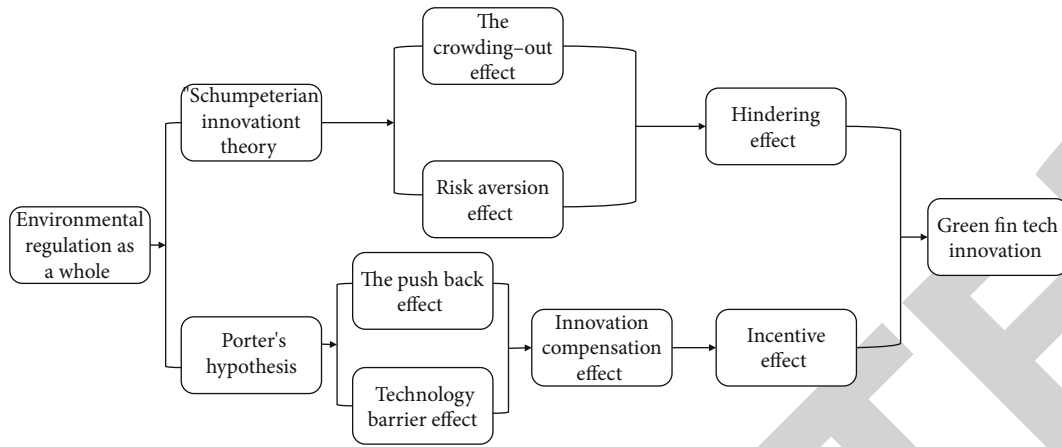 The
crowding–out
effect
"Schumpeterian
innovationt
theory
Hindering
effect
Risk aversion
effect
Environmental
regulation as
a whole
Green fin tech
innovation
The push back
effect
Porter's
hypothesis
Innovation
compensation
effect
Incentive
effect
Technology
barrier effect